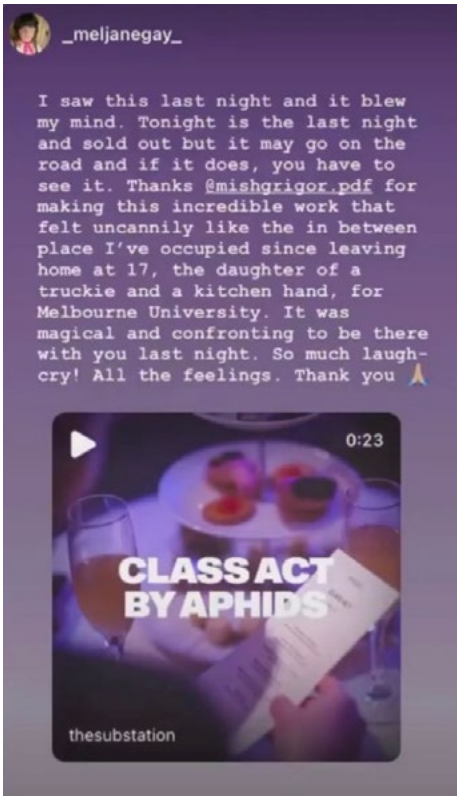 _meljanegay_
I saw this last night and it blew
my mind. Tonight is the last night
and sold out but it may go on the
road and if it does, you have to
see it. Thanks @mishgrigor.pdf for
making this incredible work that
felt uncannily like the in between
place I've occupied since leaving
home at 17, the daughter of a
truckie and a kitchen hand, for
Melbourne University. It was
magical and confronting to be there
with you last night. So much laugh-
cry! All the feelings. Thank you 🙏🏼
0:23
CLASS ACT
BY APHIDS
thesubstation